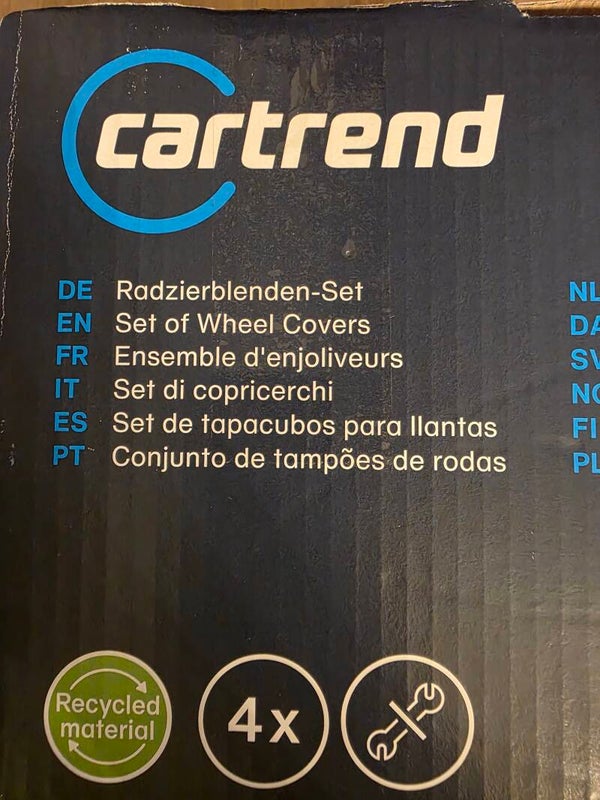 cartrend
DE Radzierblenden-Set
EN Set of Wheel Covers
FR Ensemble d'enjoliveurs
IT Set di copricerchi
ES Set de tapacubos para llantas
PT Conjunto de tampões de rodas
NL
DA
SV
NO
FI
PL
Recycled
material
4x